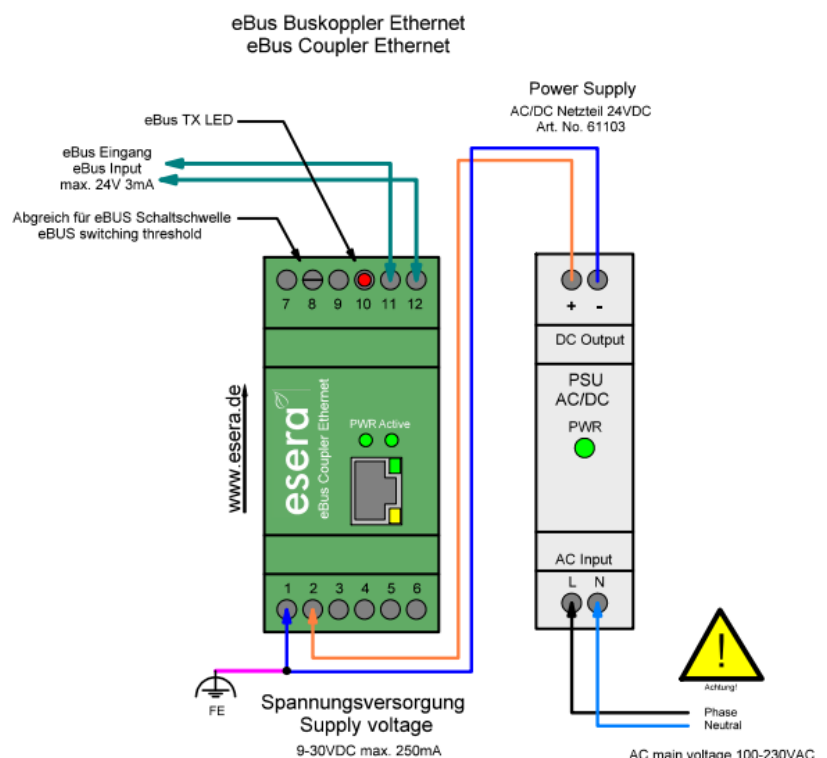 eBus Buskoppler Ethernet
eBus Coupler Ethernet
Power Supply
AC/DC Netzteil 24VDC
Art. No. 61103
eBus TX LED
eBus Eingang
eBus Input
max. 24V 3mA
Abgreich für eBUS Schaltschwelle
eBUS switching threshold
7 8 9 10 11 12
+ -
DC Output
PSU
AC/DC
PWR
www.esera.de
esera
eBus Coupler Ethernet
PWR Active
AC Input
L N
1 2 3 4 5 6
!
Achtung!
FE
Spannungsversorgung
Supply voltage
9-30VDC max. 250mA
Phase
Neutral
AC main voltage 100-230VAC